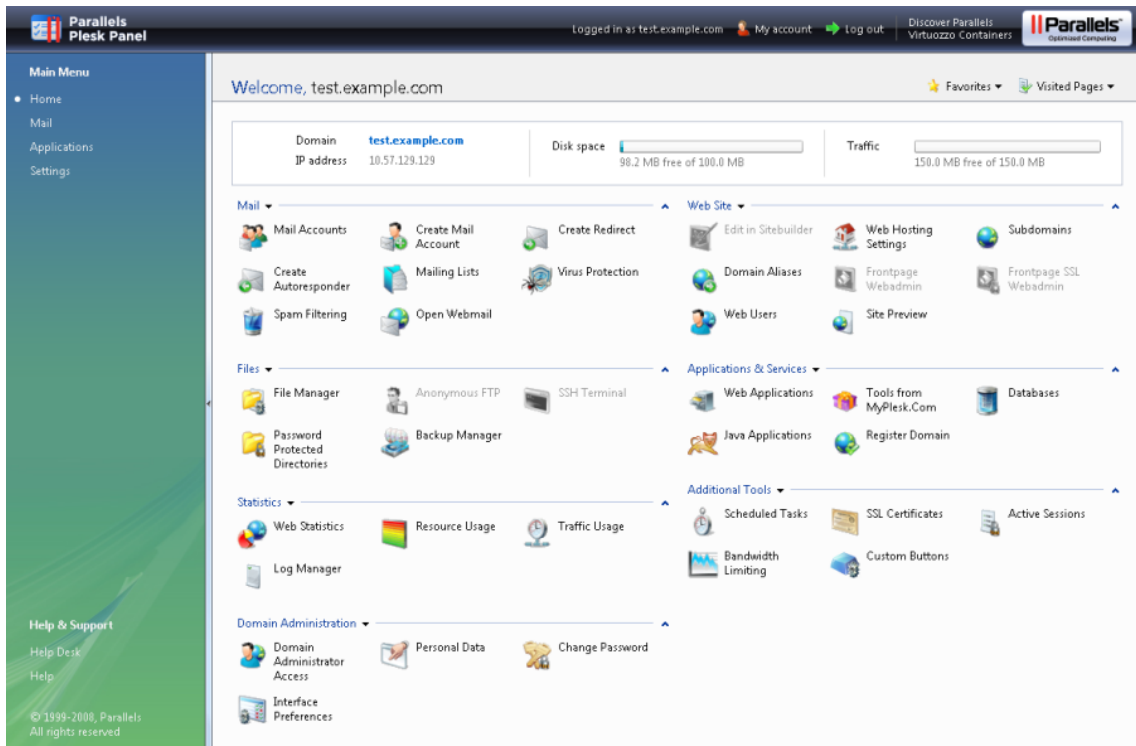 Parallels
Plesk Panel
Logged in as test.example.com My account Log out
Discover Parallels
Virtuozzo Containers
Parallels™
Optimized Computing
Main Menu
Home
Mail
Applications
Settings
Welcome, test.example.com
Favorites
Visited Pages
Domain test.example.com
IP address 10.57.129.129
Disk space
98.2 MB free of 100.0 MB
Traffic
150.0 MB free of 150.0 MB
Mail
Mail Accounts
Create Mail
Account
Create Redirect
Create
Autoresponder
Mailing Lists
Virus Protection
Spam Filtering
Open Webmail
Web Site
Edit in Sitebuilder
Web Hosting
Settings
Subdomains
Domain Aliases
Frontpage
Webadmin
Frontpage SSL
Webadmin
Web Users
Site Preview
Files
File Manager
Anonymous FTP
SSH Terminal
Password
Protected
Directories
Backup Manager
Applications & Services
Web Applications
Tools from
MyPlesk.Com
Databases
Java Applications
Register Domain
Statistics
Web Statistics
Resource Usage
Traffic Usage
Log Manager
Additional Tools
Scheduled Tasks
SSL Certificates
Active Sessions
Bandwidth
Limiting
Custom Buttons
Domain Administration
Domain
Administrator
Access
Personal Data
Change Password
Interface
Preferences
Help & Support
Help Desk
Help
© 1999-2008, Parallels
All rights reserved